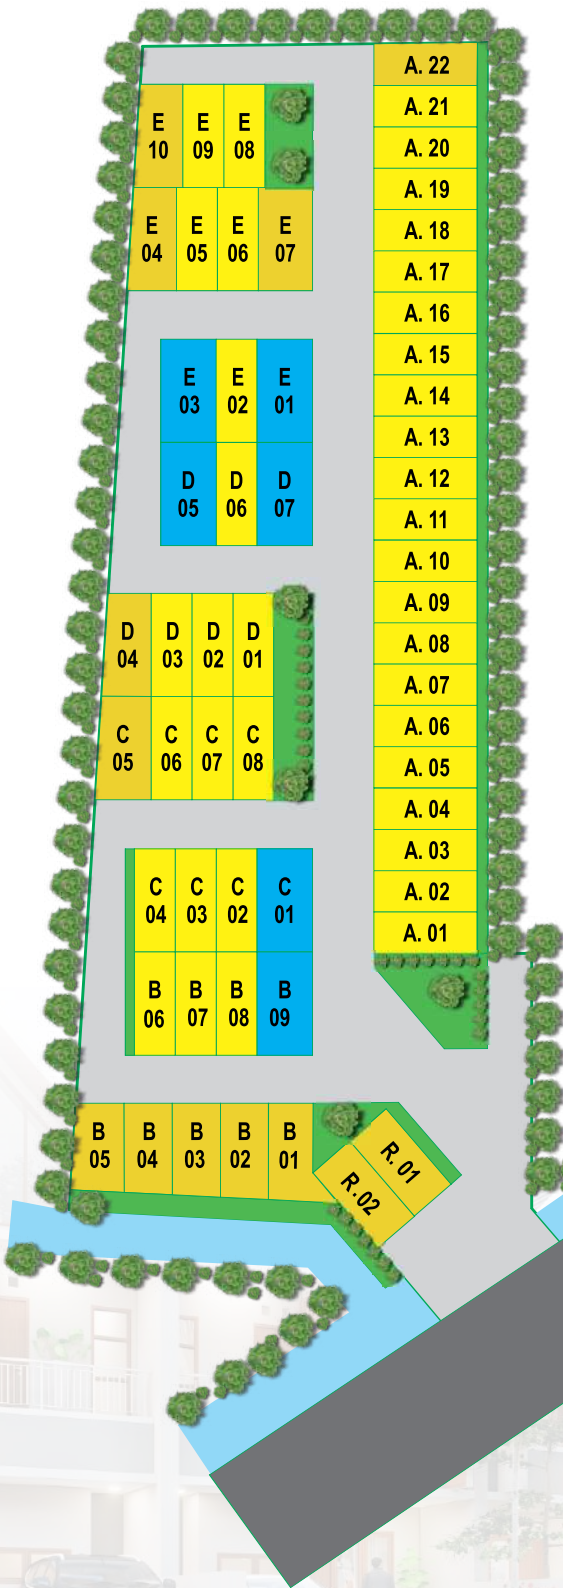 A. 22
A. 21
A. 20
A. 19
A. 18
A. 17
A. 16
A. 15
A. 14
A. 13
A. 12
A. 11
A. 10
A. 09
A. 08
A. 07
A. 06
A. 05
A. 04
A. 03
A. 02
A. 01
E E E
10 09 08
E E E E
04 05 06 07
E E E
03 02 01
D D D
05 06 07
D D D D
04 03 02 01
C C C C
05 06 07 08
C C C C
04 03 02 01
B B B B
06 07 08 09
B B B B B
05 04 03 02 01
R. 01
R. 02